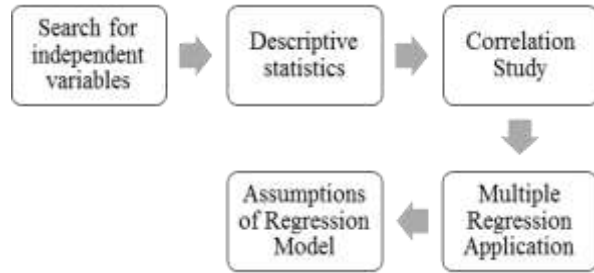 Search for
independent
variables
Descriptive
statistics
Correlation
Study
Multiple
Regression
Application
Assumptions
of Regression
Model